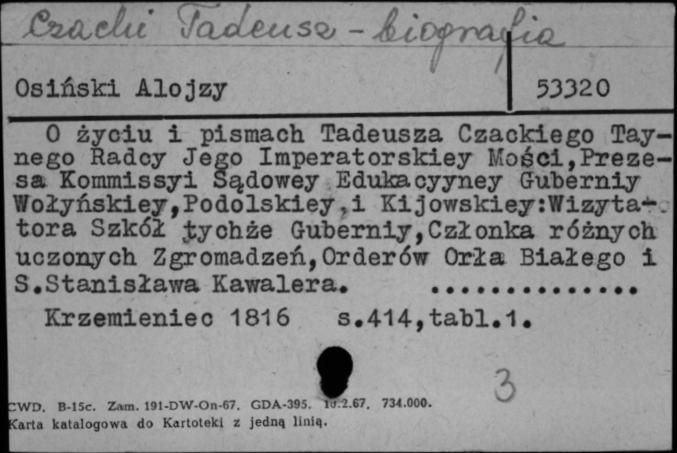 Czacki Tadeusz - biografia
Osiński Alojzy 53320
O życiu i pismach Tadeusza Czackiego Tay-
nego Radcy Jego Imperatorskiey Mości,Preze-
sa Kommissyi Sądowey Edukacyyney Guberniy
Wołyńskiey,Podolskiey,i Kijowskiey:Wizyta-
tora Szkół tychże Guberniy,Członka różnych
uczonych Zgromadzeń,Orderów Orła Białego i
S.Stanisława Kawalera. ..............
Krzemieniec 1816 s.414,tabl.1.
3
CWD. B-15c. Zam. 191-DW-On-67. GDA-395. 10.2.67. 734.000.
Karta katalogowa do Kartoteki z jedną linią.